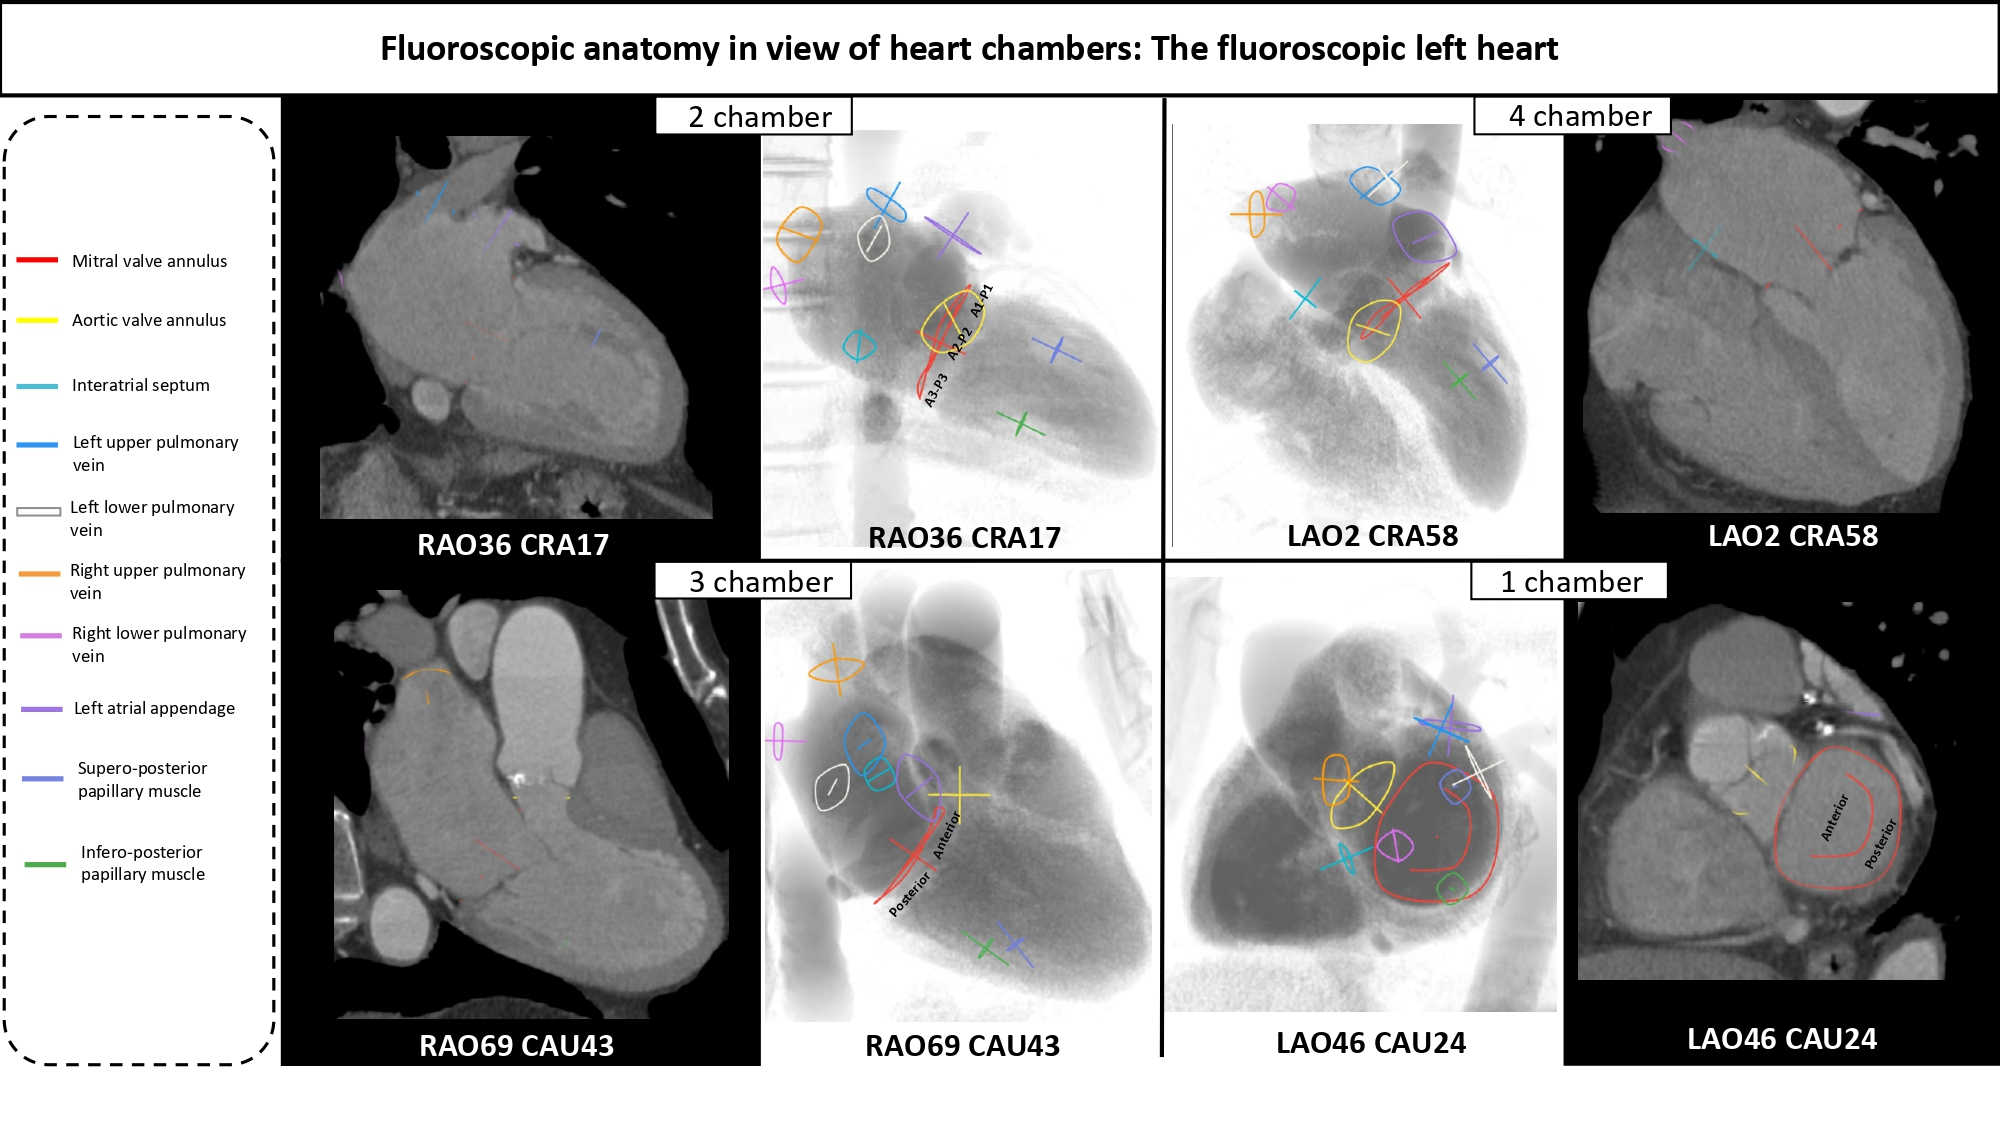 Fluoroscopic anatomy in view of heart chambers: The fluoroscopic left heart
Mitral valve annulus
Aortic valve annulus
Interatrial septum
Left upper pulmonary
vein
Left lower pulmonary
vein
Right upper pulmonary
vein
Right lower pulmonary
vein
Left atrial appendage
Supero-posterior
papillary muscle
Infero-posterior
papillary muscle
2 chamber
A1-P1
A2-P2
A3-P3
RAO36 CRA17
RAO36 CRA17
4 chamber
LAO2 CRA58
LAO2 CRA58
3 chamber
Anterior
Posterior
RAO69 CAU43
RAO69 CAU43
1 chamber
Anterior
Posterior
LAO46 CAU24
LAO46 CAU24